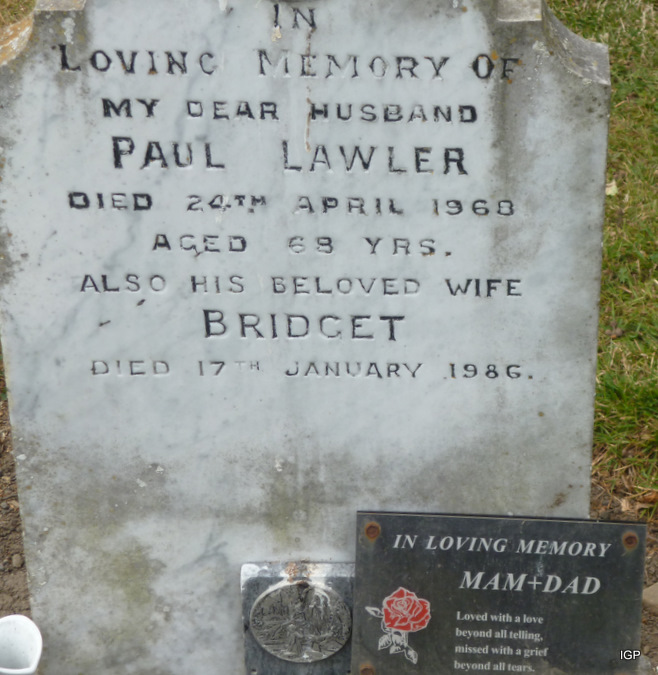 IN
LOVING MEMORY OF
MY DEAR HUSBAND
PAUL LAWLER
DIED 24TH APRIL 1968
AGED 68 YRS.
ALSO HIS BELOVED WIFE
BRIDGET
DIED 17TH JANUARY 1986.
IN LOVING MEMORY
MAM+DAD
Loved with a love
beyond all telling,
missed with a grief
beyond all tears.
IGP